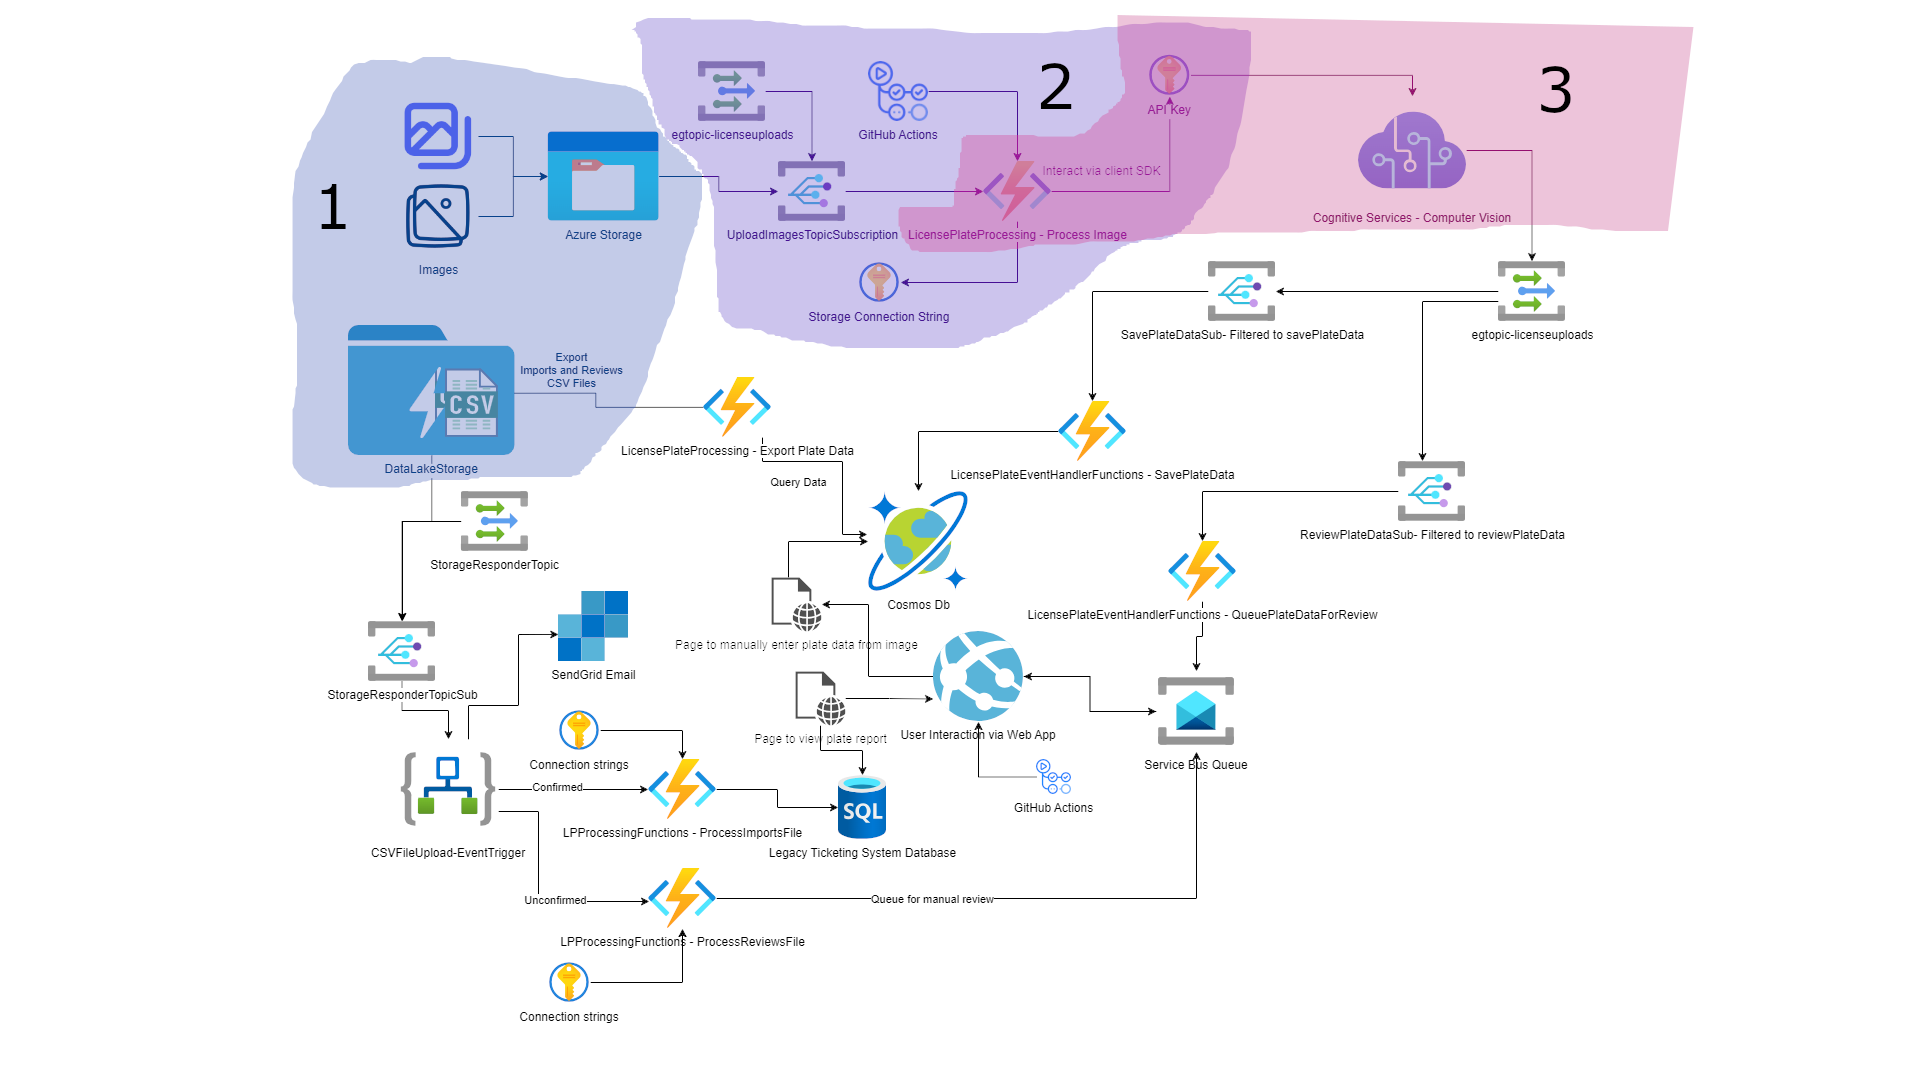 1
2
3
egtopic-licenseuploads
GitHub Actions
API Key
Interact via client SDK
Azure Storage
UploadImagesTopicSubscription
LicensePlateProcessing - Process Image
Cognitive Services - Computer Vision
Images
Storage Connection String
SavePlateDataSub- Filtered to savePlateData
egtopic-licenseuploads
Export
Imports and Reviews
CSV Files
CSV
LicensePlateProcessing - Export Plate Data
DataLakeStorage
Query Data
LicensePlateEventHandlerFunctions - SavePlateData
ReviewPlateDataSub- Filtered to reviewPlateData
StorageResponderTopic
Cosmos Db
LicensePlateEventHandlerFunctions - QueuePlateDataForReview
Page to manually enter plate data from image
SendGrid Email
StorageResponderTopicSub
Page to view plate report
User Interaction via Web App
Connection strings
Service Bus Queue
Confirmed
GitHub Actions
SQL
LPProcessingFunctions - ProcessImportsFile
CSVFileUpload-EventTrigger
Legacy Ticketing System Database
Unconfirmed
Queue for manual review
LPProcessingFunctions - ProcessReviewsFile
Connection strings